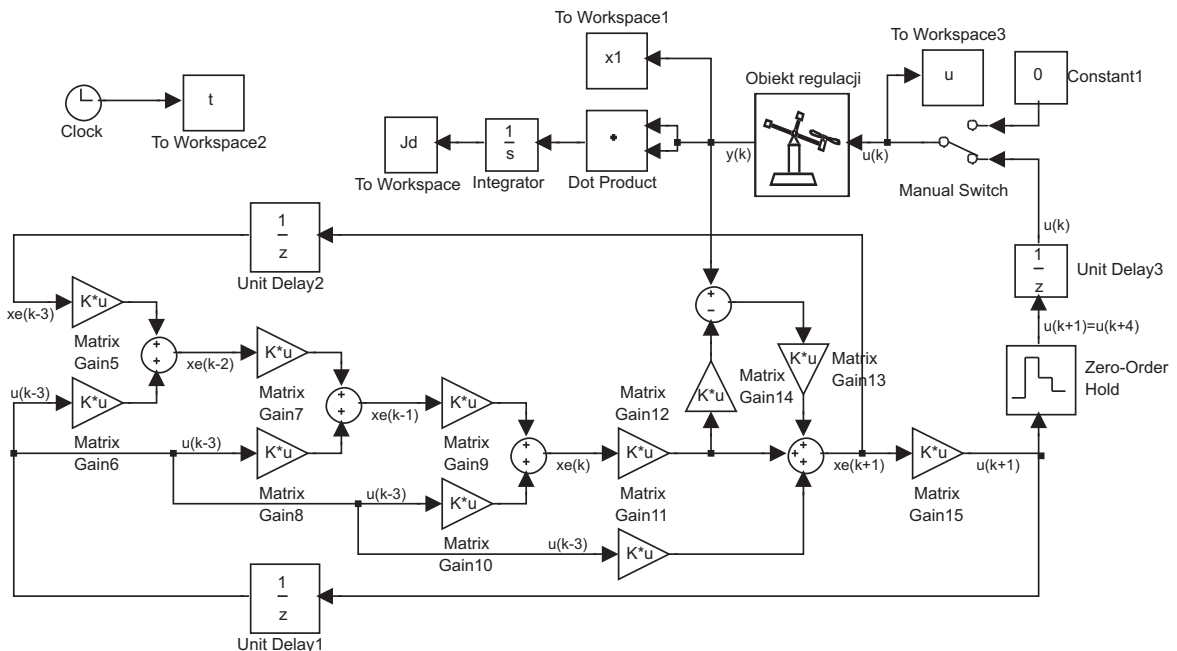 To Workspace1
x1
To Workspace3
u
0
Constant1
Obiekt regulacji
t
Clock
To Workspace2
Jd
To Workspace
1
s
Integrator
Dot Product
y(k)
u(k)
Manual Switch
u(k)
1
z
Unit Delay3
u(k+1)=u(k+4)
Zero-Order
Hold
1
z
Unit Delay2
xe(k-3)
K*u
Matrix
Gain5
+
+
xe(k-2)
u(k-3)
K*u
Matrix
Gain6
K*u
Matrix
Gain7
+
+
xe(k-1)
u(k-3)
K*u
Matrix
Gain8
K*u
Matrix
Gain9
+
+
xe(k)
u(k-3)
K*u
Matrix
Gain10
K*u
Matrix
Gain11
Matrix
Gain12
K*u
+
−
Matrix
Gain14
K*u
Matrix
Gain13
u(k-3)
K*u
+
+
+
xe(k+1)
K*u
Matrix
Gain15
u(k+1)
1
z
Unit Delay1